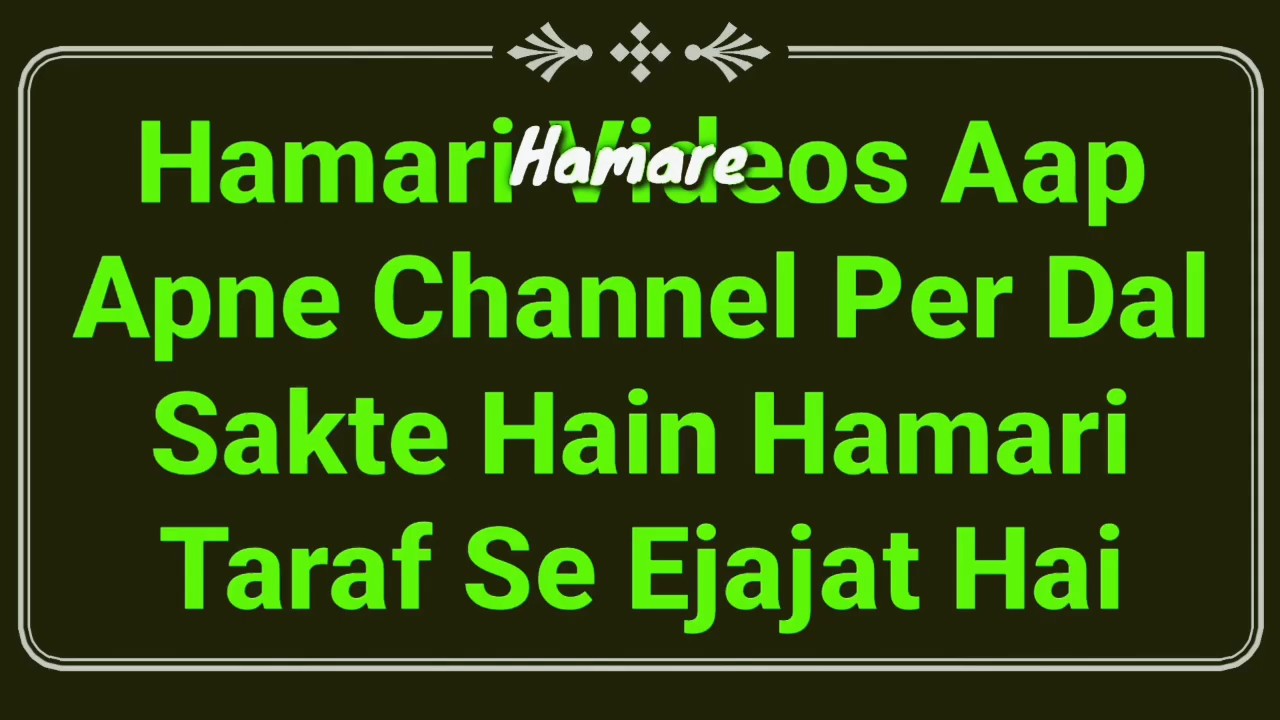 Hamari Videos Aap
Hamare
Apne Channel Per Dal
Sakte Hain Hamari
Taraf Se Ejajat Hai